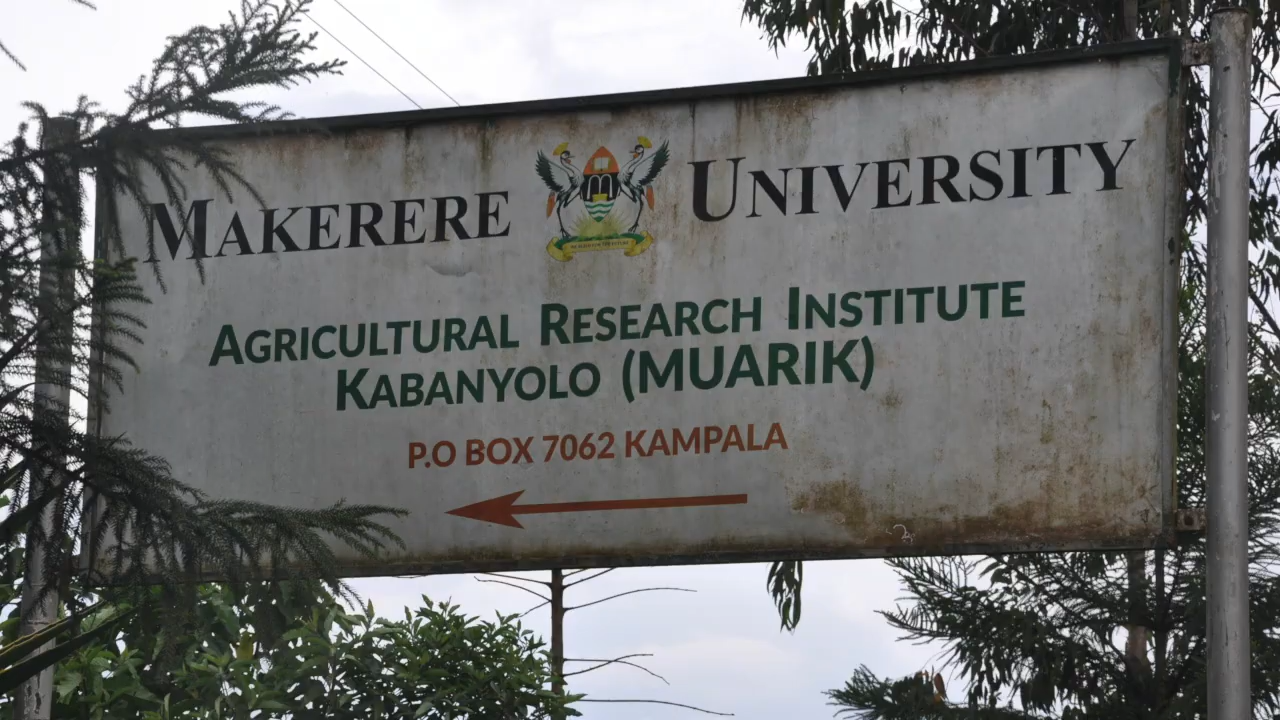 MAKERERE UNIVERSITY
AGRICULTURAL RESEARCH INSTITUTE
KABANYOLO (MUARIK)
P.O BOX 7062 KAMPALA